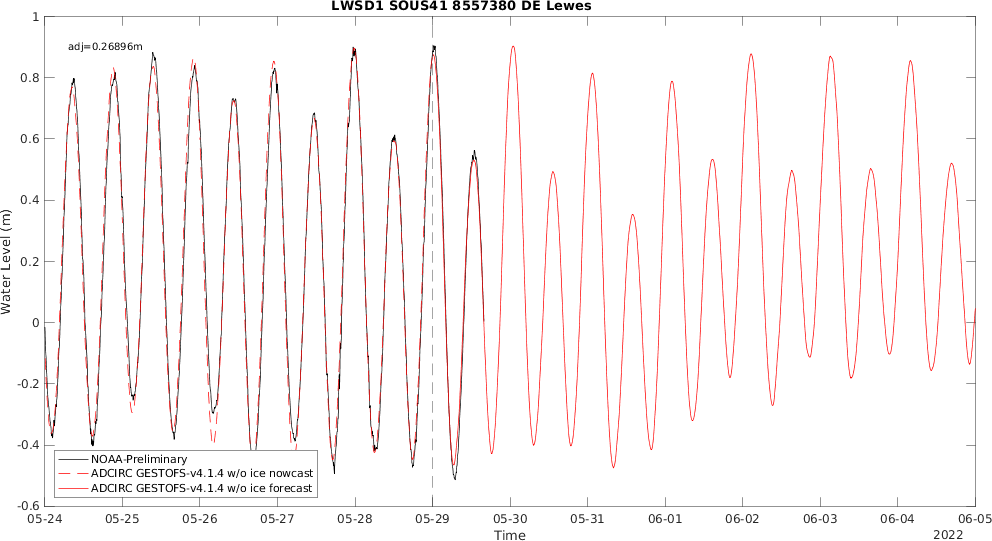 LWSD1 SOUS41 8557380 DE Lewes
adj=0.26896m
1
0.8
0.6
0.4
0.2
0
-0.2
-0.4
-0.6
Water Level (m)
NOAA-Preliminary
ADCIRC GESTOFS-v4.1.4 w/o ice nowcast
ADCIRC GESTOFS-v4.1.4 w/o ice forecast
05-24 05-25 05-26 05-27 05-28 05-29 05-30 05-31 06-01 06-02 06-03 06-04 06-05
Time
2022